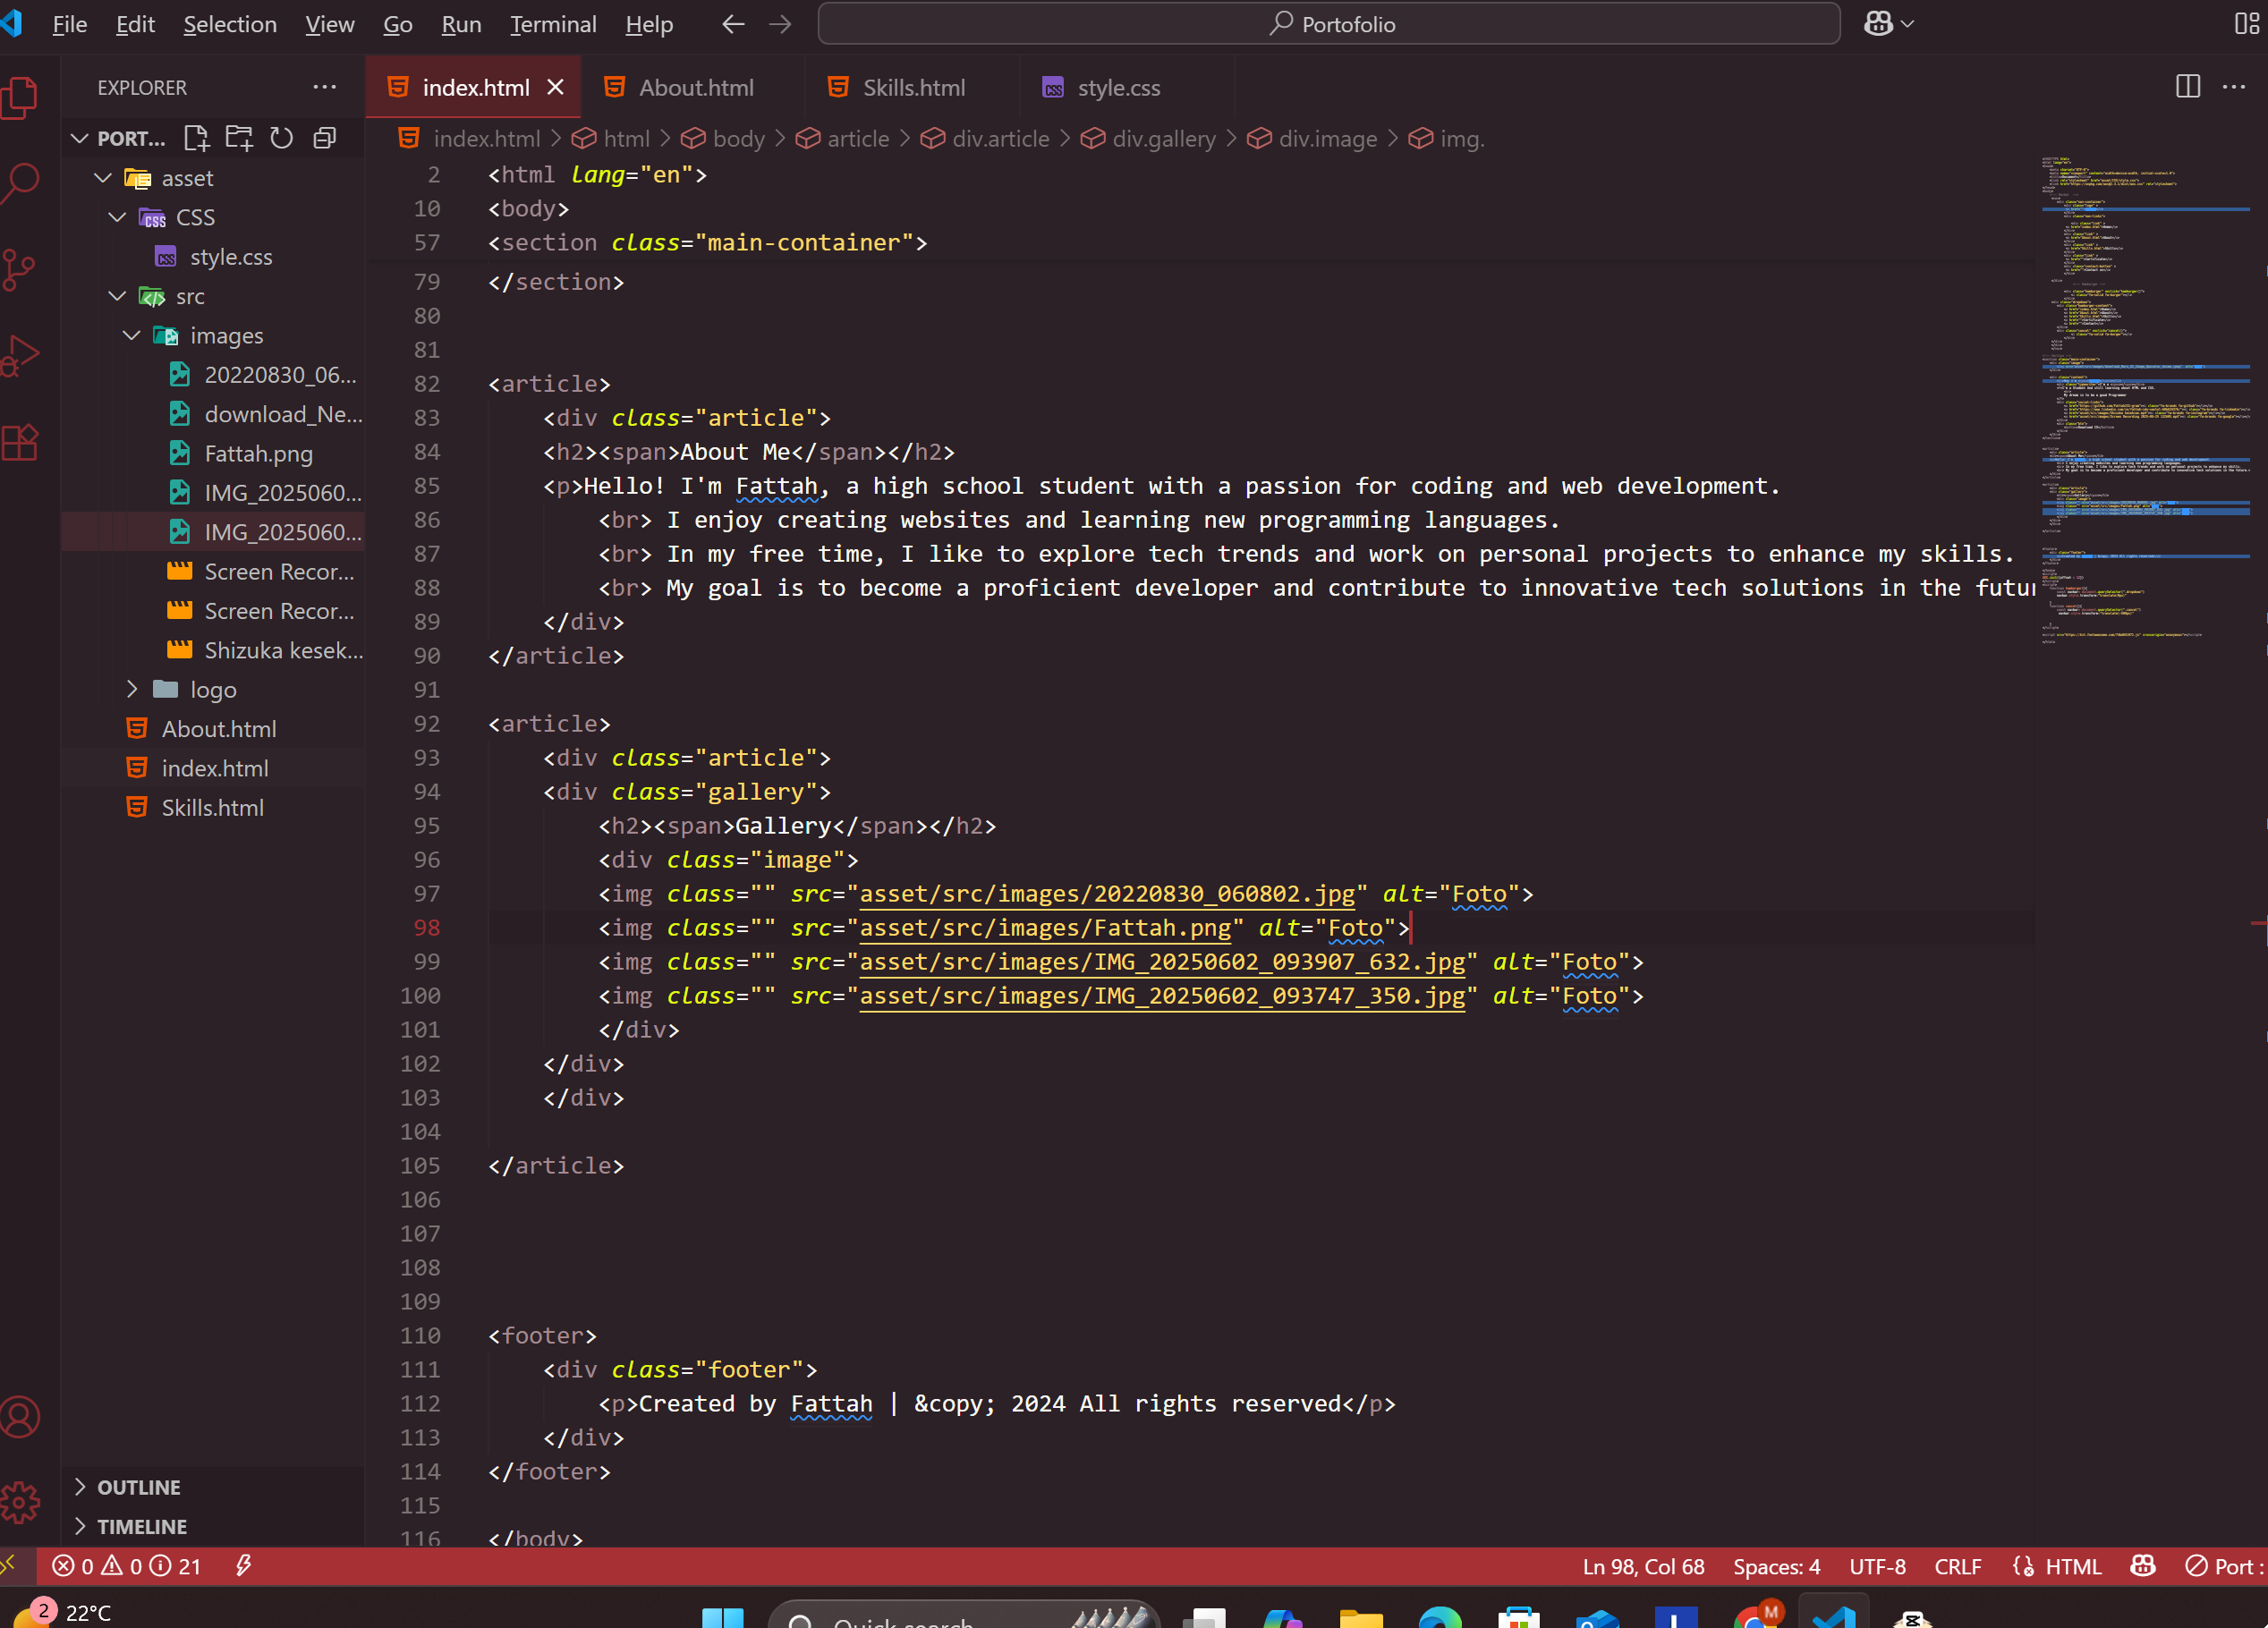 File Edit Selection View Go Run Terminal Help Portofolio
EXPLORER
index.html About.html Skills.html style.css
PORT...
index.html html body article div.article div.gallery div.image img.
asset
CSS
style.css
src
images
20220830_06...
download_Ne...
Fattah.png
IMG_2025060...
IMG_2025060...
Screen Recor...
Screen Recor...
Shizuka kesek...
logo
About.html
index.html
Skills.html
OUTLINE
TIMELINE
2 <html lang="en">
10 <body>
57 <section class="main-container">
79 </section>
80
81
82 <article>
83 <div class="article">
84 <h2><span>About Me</span></h2>
85 <p>Hello! I'm Fattah, a high school student with a passion for coding and web development.
86 <br> I enjoy creating websites and learning new programming languages.
87 <br> In my free time, I like to explore tech trends and work on personal projects to enhance my skills.
88 <br> My goal is to become a proficient developer and contribute to innovative tech solutions in the futur
89 </div>
90 </article>
91
92 <article>
93 <div class="article">
94 <div class="gallery">
95 <h2><span>Gallery</span></h2>
96 <div class="image">
97 <img class="" src="asset/src/images/20220830_060802.jpg" alt="Foto">
98 <img class="" src="asset/src/images/Fattah.png" alt="Foto">
99 <img class="" src="asset/src/images/IMG_20250602_093907_632.jpg" alt="Foto">
100 <img class="" src="asset/src/images/IMG_20250602_093747_350.jpg" alt="Foto">
101 </div>
102 </div>
103 </div>
104
105 </article>
106
107
108
109
110 <footer>
111 <div class="footer">
112 <p>Created by Fattah | &copy; 2024 All rights reserved</p>
113 </div>
114 </footer>
115
116 </body>
0 0 21 Ln 98, Col 68 Spaces: 4 UTF-8 CRLF HTML Port :
2 22°C
Quick search M